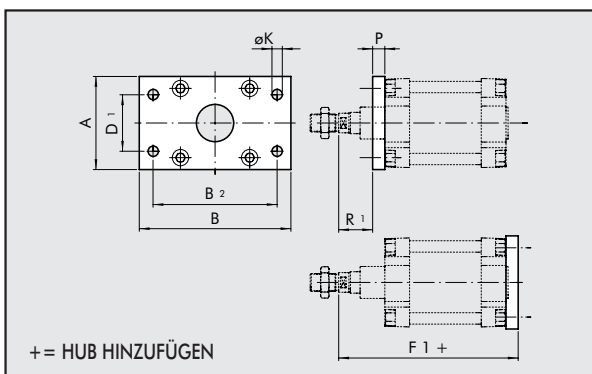 øK
P
A
D 1
B 2
B
R 1
F 1 +
+= HUB HINZUFÜGEN